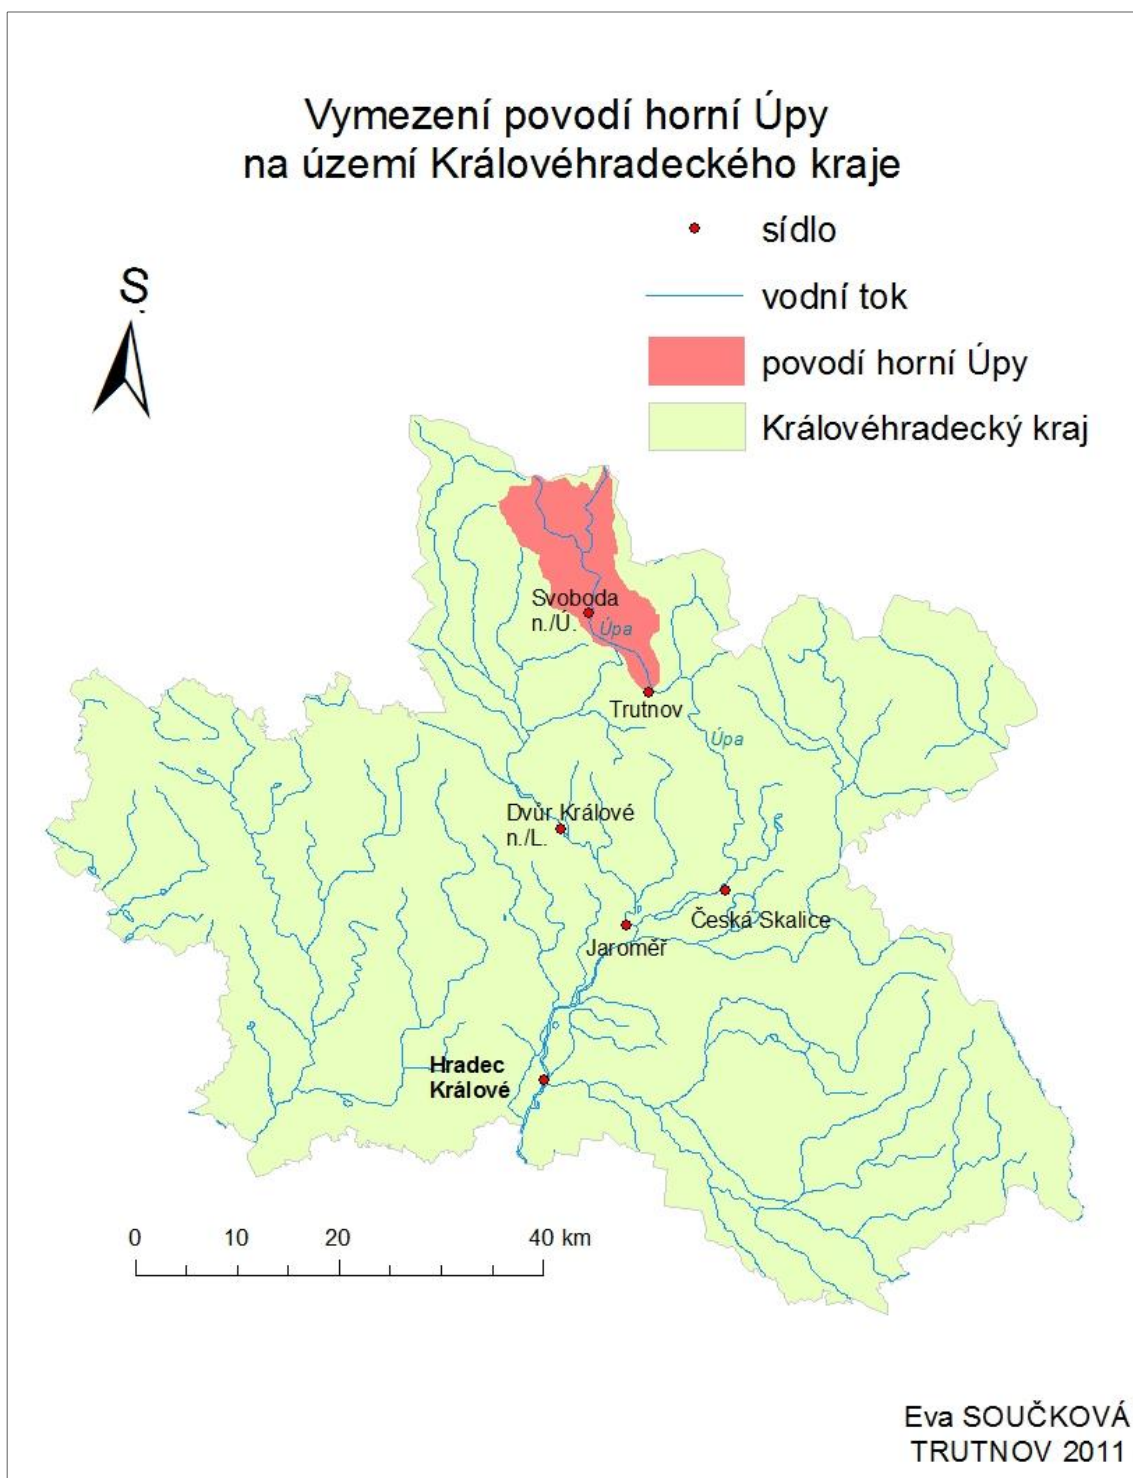 Vymezení povodí horní Úpy
na území Královéhradeckého kraje
sídlo
vodní tok
povodí horní Úpy
Královéhradecký kraj
S
Svoboda
n./Ú.
Úpa
Trutnov
Úpa
Dvůr Králové
n./L.
Česká Skalice
Jaroměř
Hradec
Králové
0 10 20 40 km
Eva SOUČKOVÁ
TRUTNOV 2011